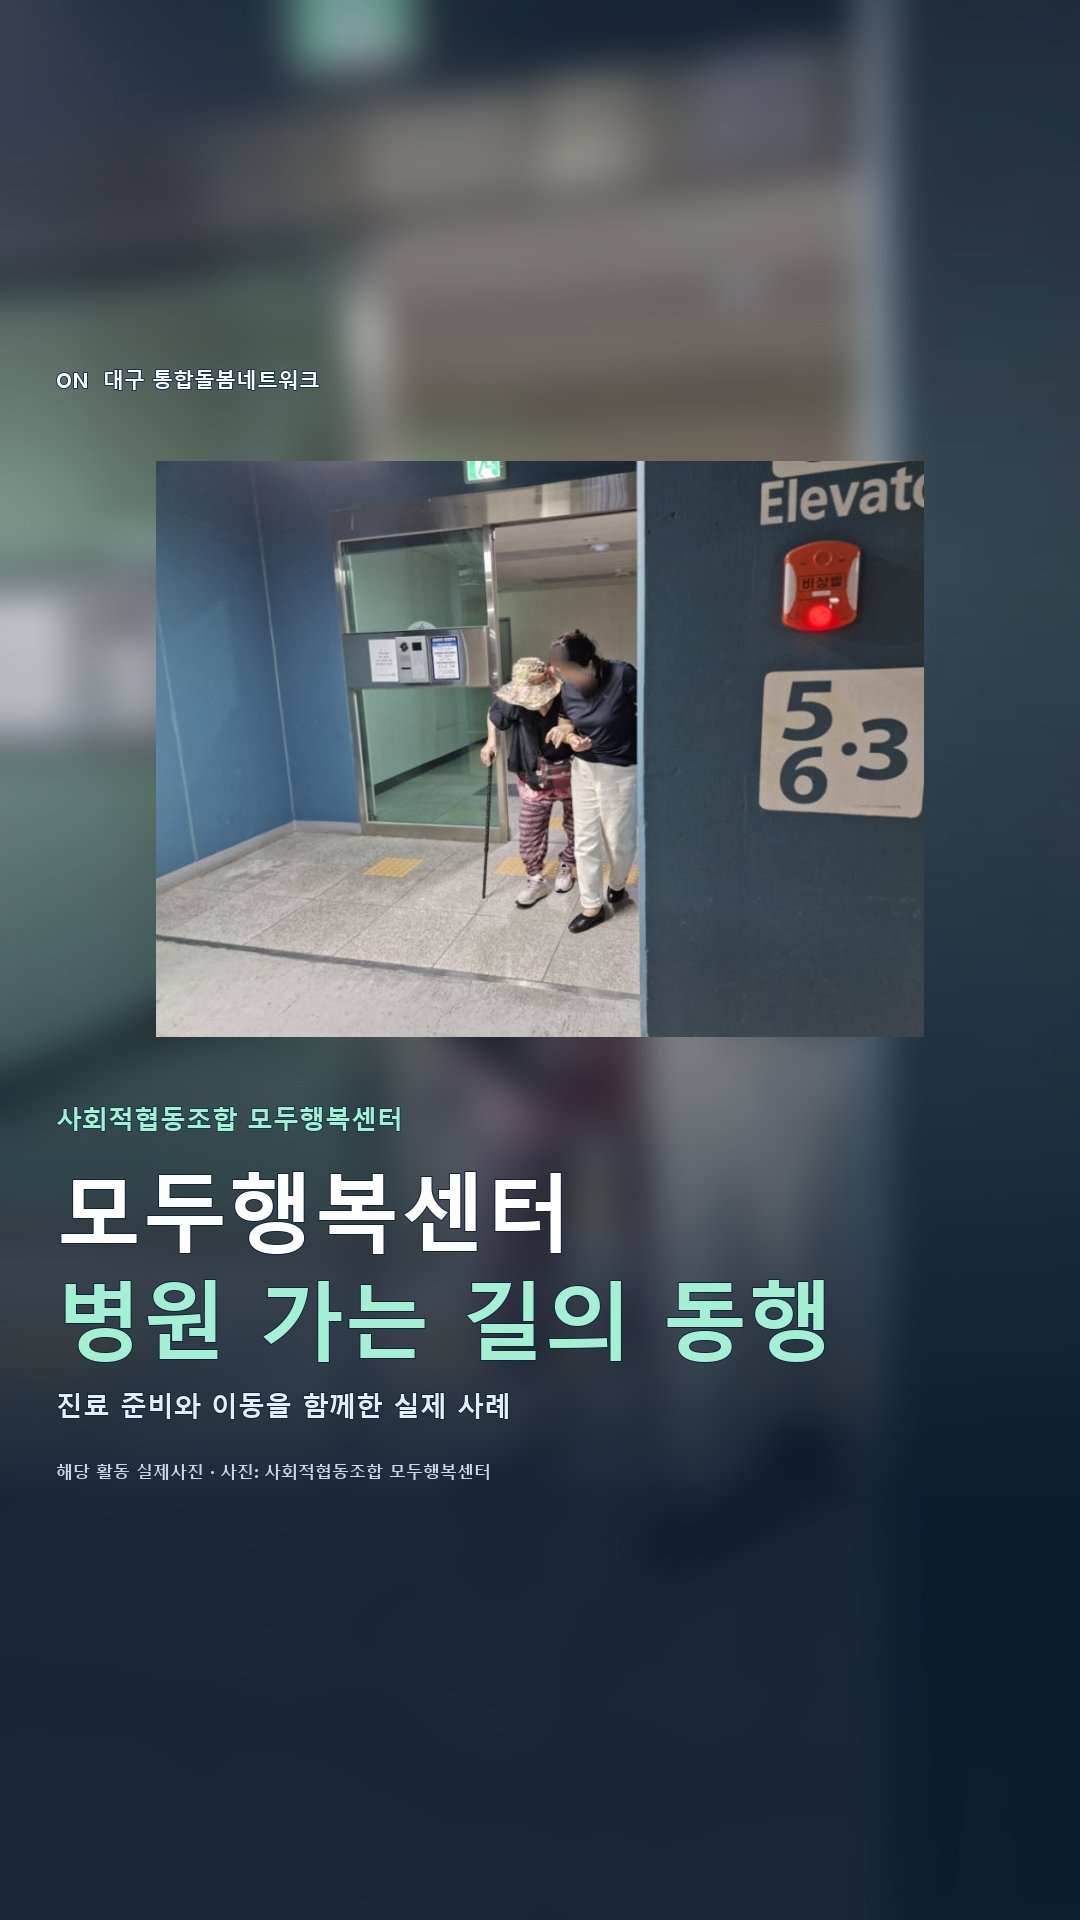 ON 대구 통합돌봄네트워크
Elevato
비상벨
5
6 ·3
사회적협동조합 모두행복센터
모두행복센터
병원 가는 길의 동행
진료 준비와 이동을 함께한 실제 사례
해당 활동 실제사진 · 사진: 사회적협동조합 모두행복센터